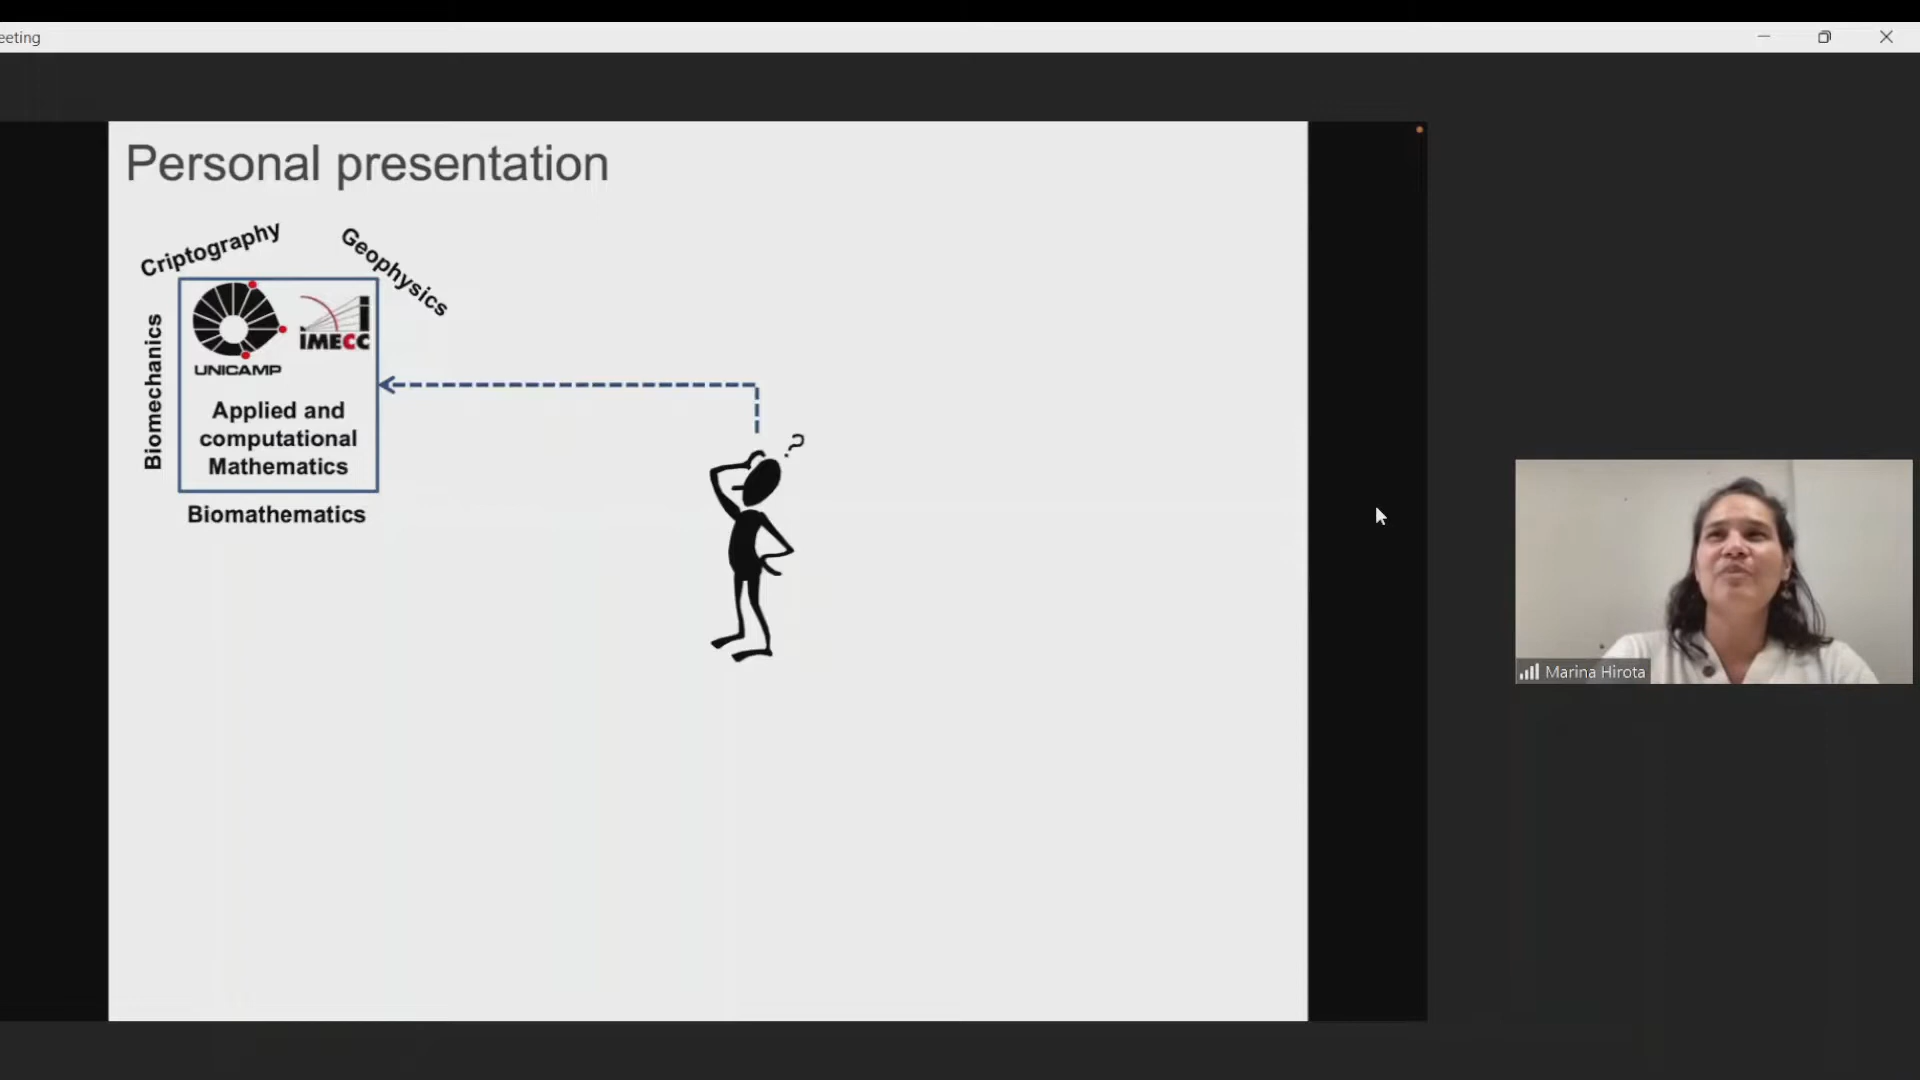 eeting
Personal presentation
Criptography
Geophysics
Biomechanics
UNICAMP
IMECC
Applied and
computational
Mathematics
Biomathematics
?
Marina Hirota